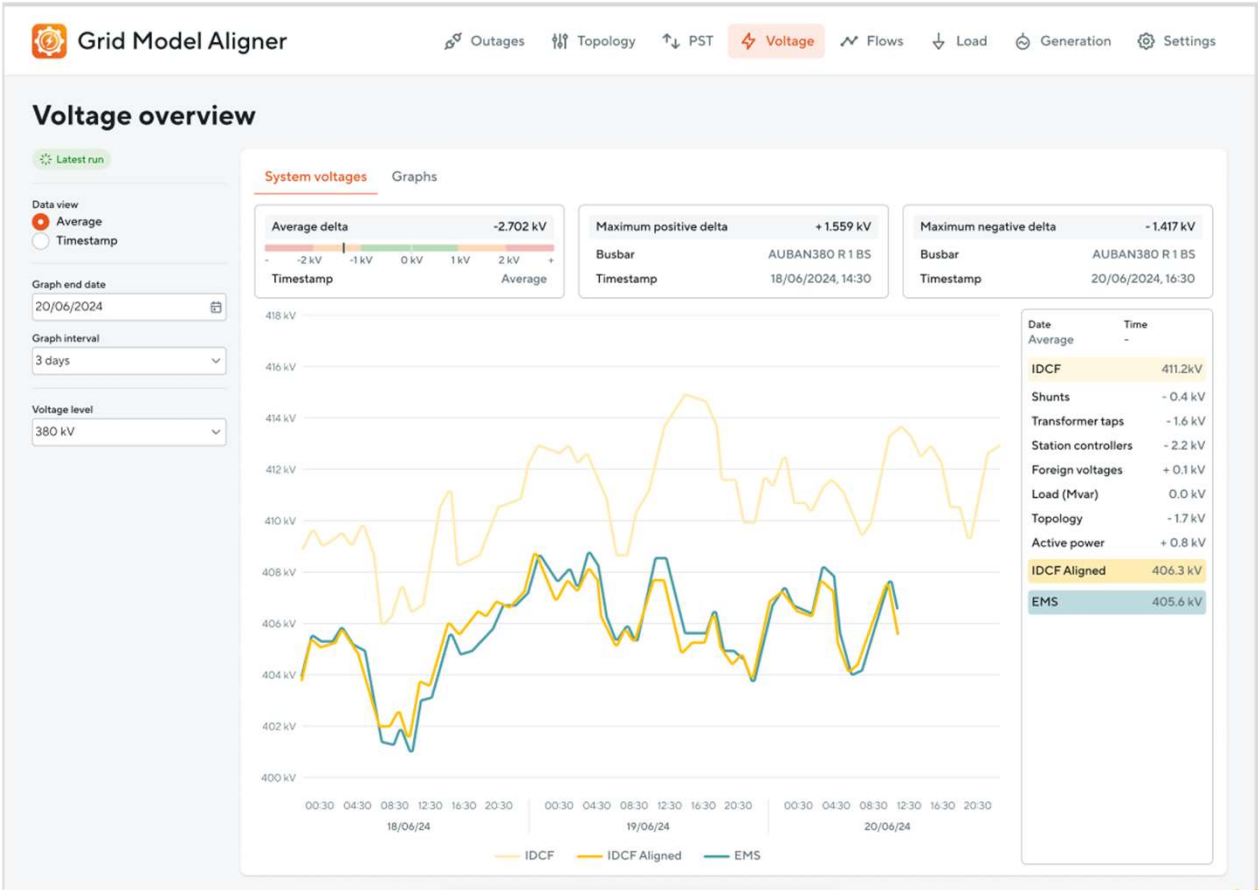 Grid Model Aligner
Outages Topology PST Voltage Flows Load Generation Settings
Voltage overview
Latest run
Data view
Average
Timestamp
Graph end date
20/06/2024
Graph interval
3 days
Voltage level
380 kV
System voltages Graphs
Average delta -2.702 kV
- -2 kV -1 kV 0 kV 1 kV 2 kV +
Timestamp Average
Maximum positive delta + 1.559 kV
Busbar AUBAN380 R 1 BS
Timestamp 18/06/2024, 14:30
Maximum negative delta - 1.417 kV
Busbar AUBAN380 R 1 BS
Timestamp 20/06/2024, 16:30
418 kV
416 kV
414 kV
412 kV
410 kV
408 kV
406 kV
404 kV
402 kV
400 kV
00:30 04:30 08:30 12:30 16:30 20:30 00:30 04:30 08:30 12:30 16:30 20:30 00:30 04:30 08:30 12:30 16:30 20:30
18/06/24 19/06/24 20/06/24
IDCF IDCF Aligned EMS
Date Time
Average -
IDCF 411.2kV
Shunts - 0.4 kV
Transformer taps - 1.6 kV
Station controllers - 2.2 kV
Foreign voltages + 0.1 kV
Load (Mvar) 0.0 kV
Topology - 1.7 kV
Active power + 0.8 kV
IDCF Aligned 406.3 kV
EMS 405.6 kV